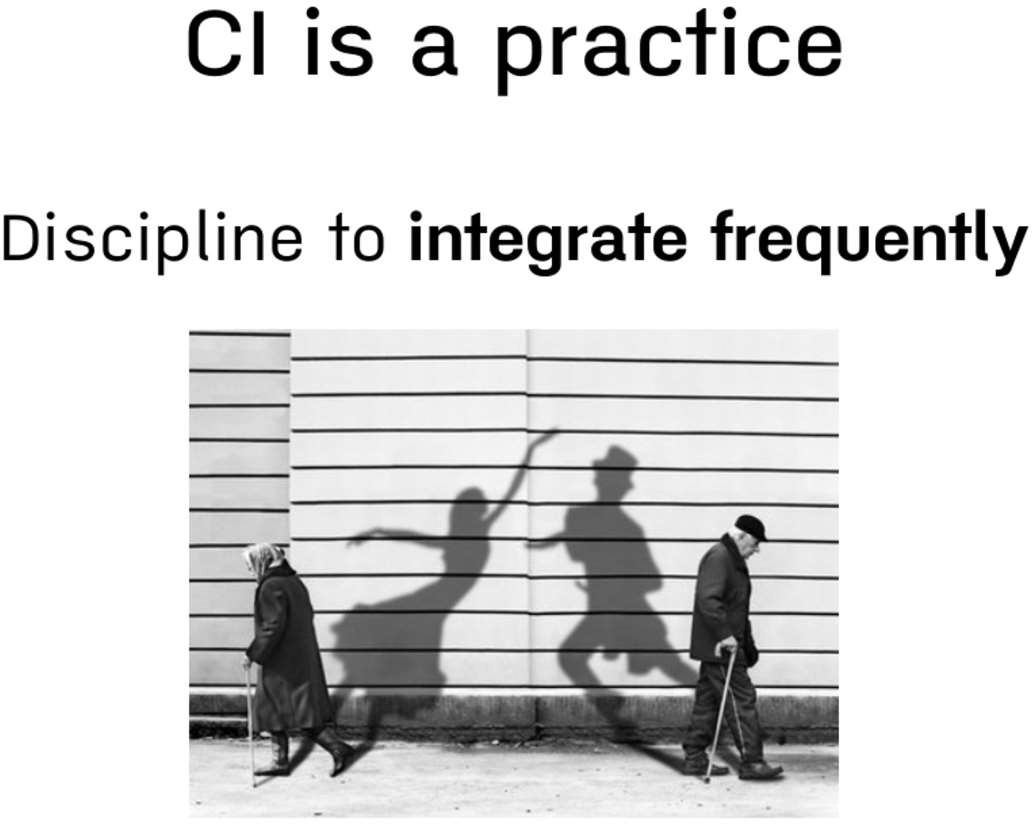 CI is a practice
Discipline to integrate frequently